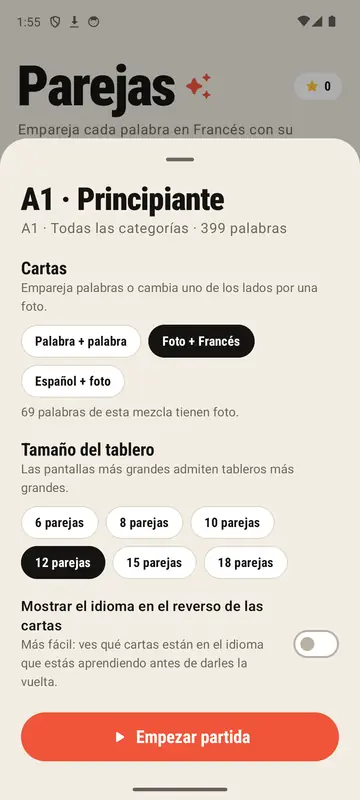 1:55
Parejas
0
Empareja cada palabra en Francés con su
A1 · Principiante
A1 · Todas las categorías · 399 palabras
Cartas
Empareja palabras o cambia uno de los lados por una
foto.
Palabra + palabra
Foto + Francés
Español + foto
69 palabras de esta mezcla tienen foto.
Tamaño del tablero
Las pantallas más grandes admiten tableros más
grandes.
6 parejas
8 parejas
10 parejas
12 parejas
15 parejas
18 parejas
Mostrar el idioma en el reverso de las
cartas
Más fácil: ves qué cartas están en el idioma
que estás aprendiendo antes de darles la
vuelta.
Empezar partida